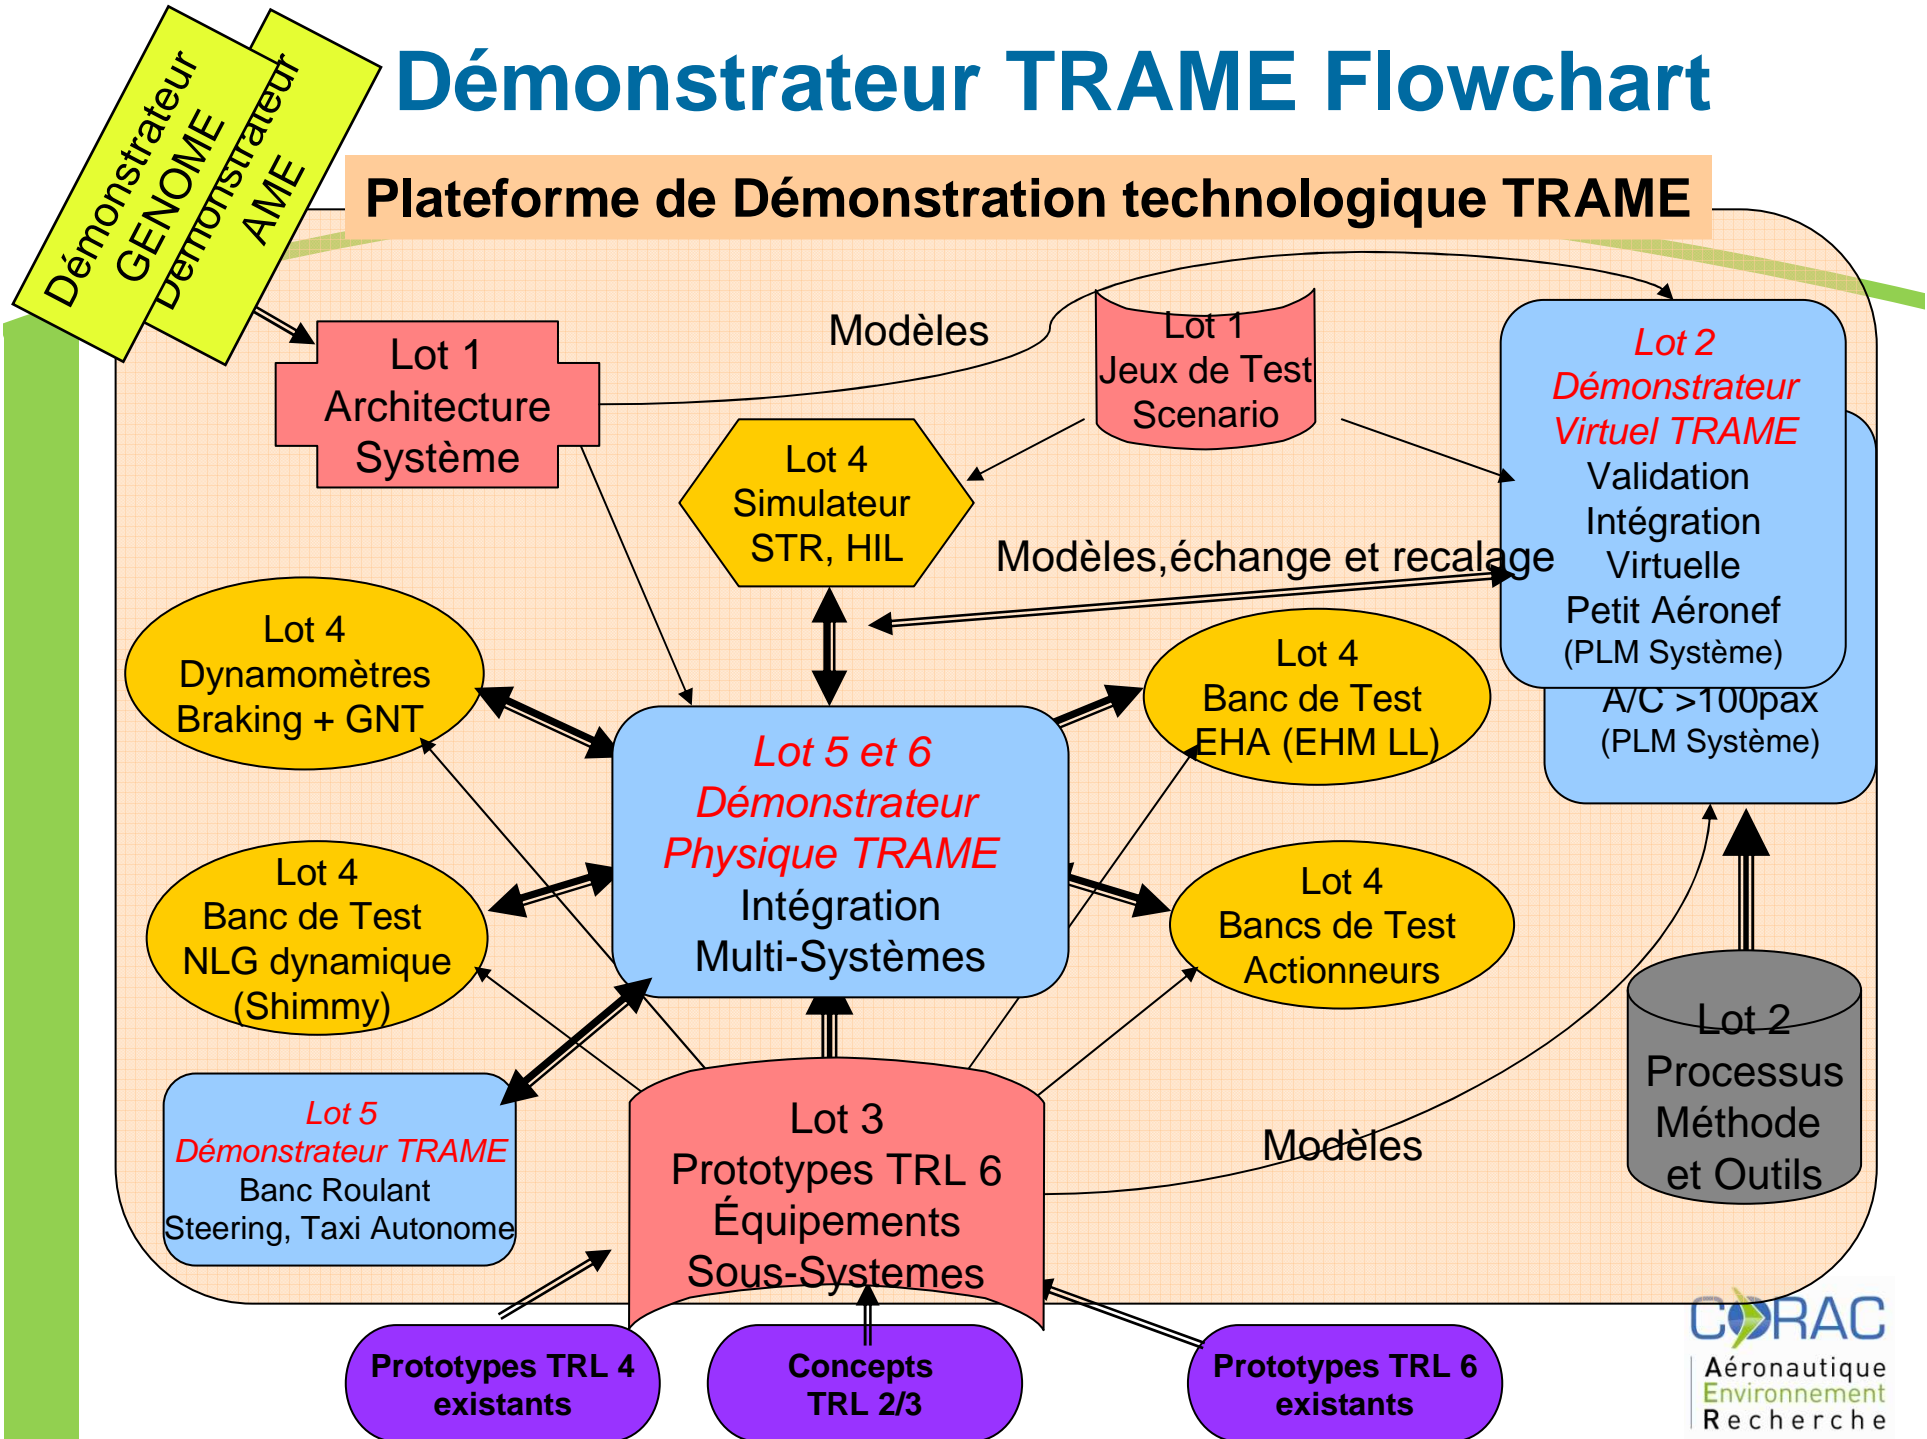 Démonstrateur TRAME Flowchart
Démonstrateur
GENOME
Démonstrateur
AME
Plateforme de Démonstration technologique TRAME
Lot 1
Architecture
Système
Modèles
Lot 1
Jeux de Test
Scenario
Lot 2
Démonstrateur
Virtuel TRAME
Validation
Intégration
Virtuelle
Petit Aéronef
(PLM Système)
A/C >100pax
(PLM Système)
Lot 4
Simulateur
STR, HIL
Modèles,échange et recalage
Lot 4
Dynamomètres
Braking + GNT
Lot 4
Banc de Test
EHA (EHM LL)
Lot 5 et 6
Démonstrateur
Physique TRAME
Intégration
Multi-Systèmes
Lot 4
Banc de Test
NLG dynamique
(Shimmy)
Lot 4
Bancs de Test
Actionneurs
Lot 2
Processus
Méthode
et Outils
Lot 5
Démonstrateur TRAME
Banc Roulant
Steering, Taxi Autonome
Lot 3
Prototypes TRL 6
Équipements
Sous-Systemes
Modèles
Prototypes TRL 4
existants
Concepts
TRL 2/3
Prototypes TRL 6
existants
CORAC
Aéronautique
Environnement
Recherche